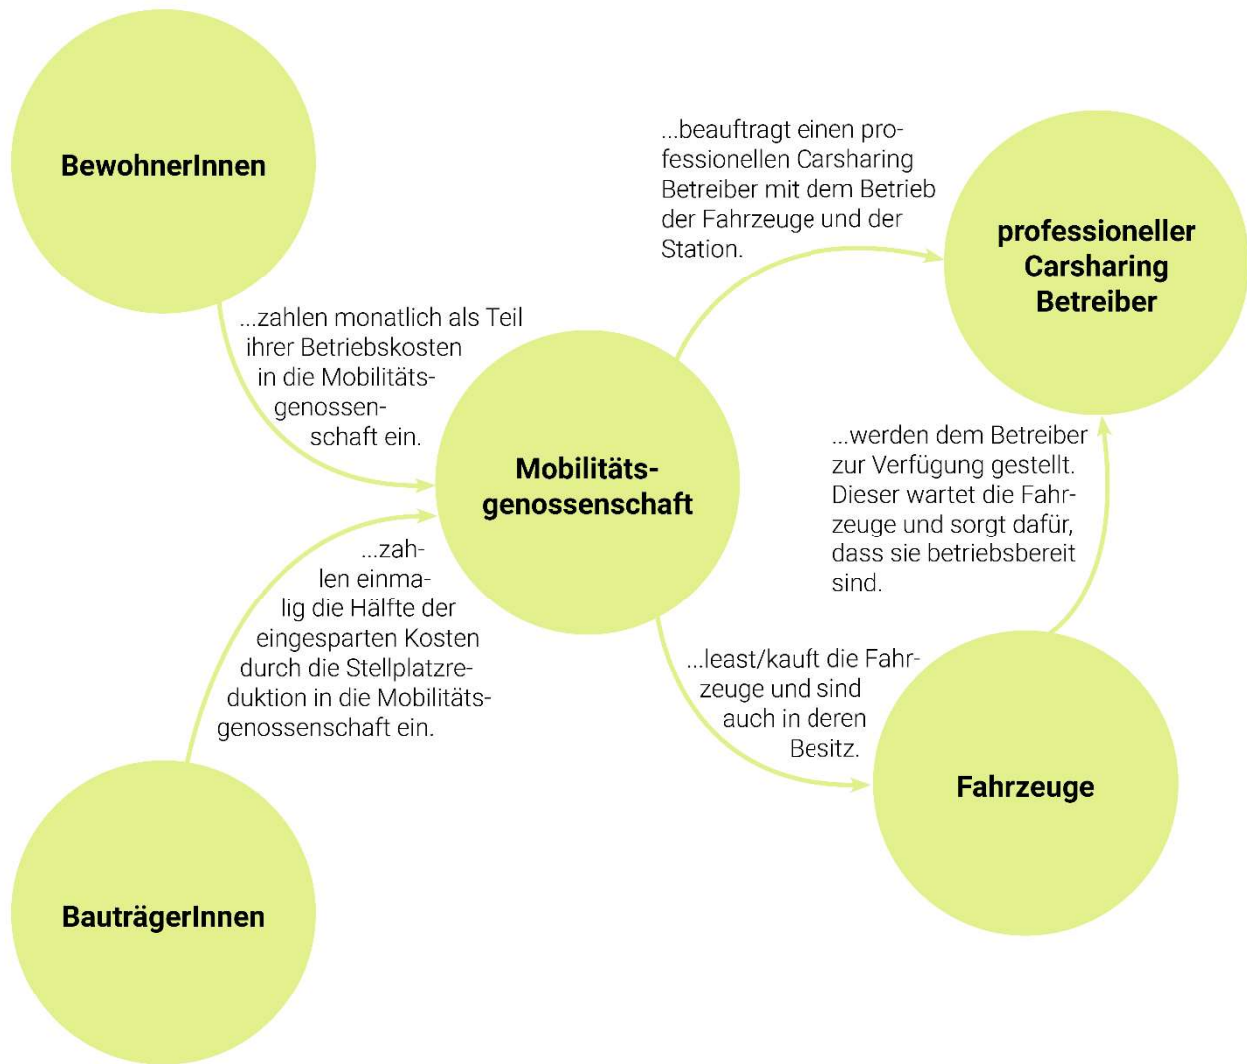 BewohnerInnen
...zahlen monatlich als Teil
ihrer Betriebskosten
in die Mobilitäts-
genossen-
schaft ein.
BauträgerInnen
...zah-
len einma-
lig die Hälfte der
eingesparten Kosten
durch die Stellplatzre-
duktion in die Mobilitäts-
genossenschaft ein.
Mobilitäts-
genossenschaft
...beauftragt einen pro-
fessionellen Carsharing
Betreiber mit dem Betrieb
der Fahrzeuge und der
Station.
professioneller
Carsharing
Betreiber
...least/kauft die Fahr-
zeuge und sind
auch in deren
Besitz.
Fahrzeuge
...werden dem Betreiber
zur Verfügung gestellt.
Dieser wartet die Fahr-
zeuge und sorgt dafür,
dass sie betriebsbereit
sind.